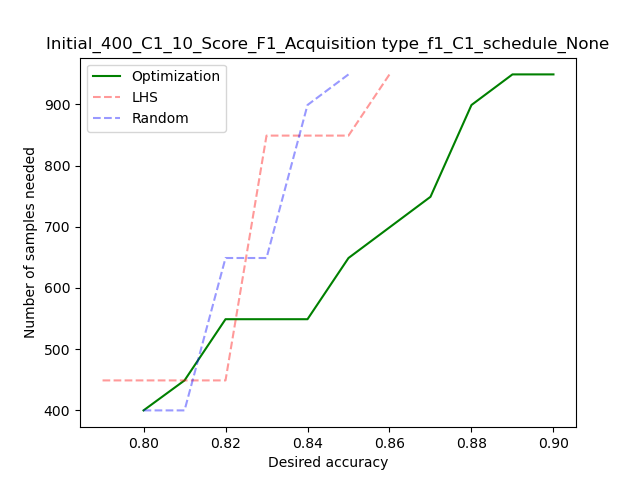 Initial_400_C1_10_Score_F1_Acquisition type_f1_C1_schedule_None
Optimization
LHS
Random
Number of samples needed
900
800
700
600
500
400
0.80 0.82 0.84 0.86 0.88 0.90
Desired accuracy